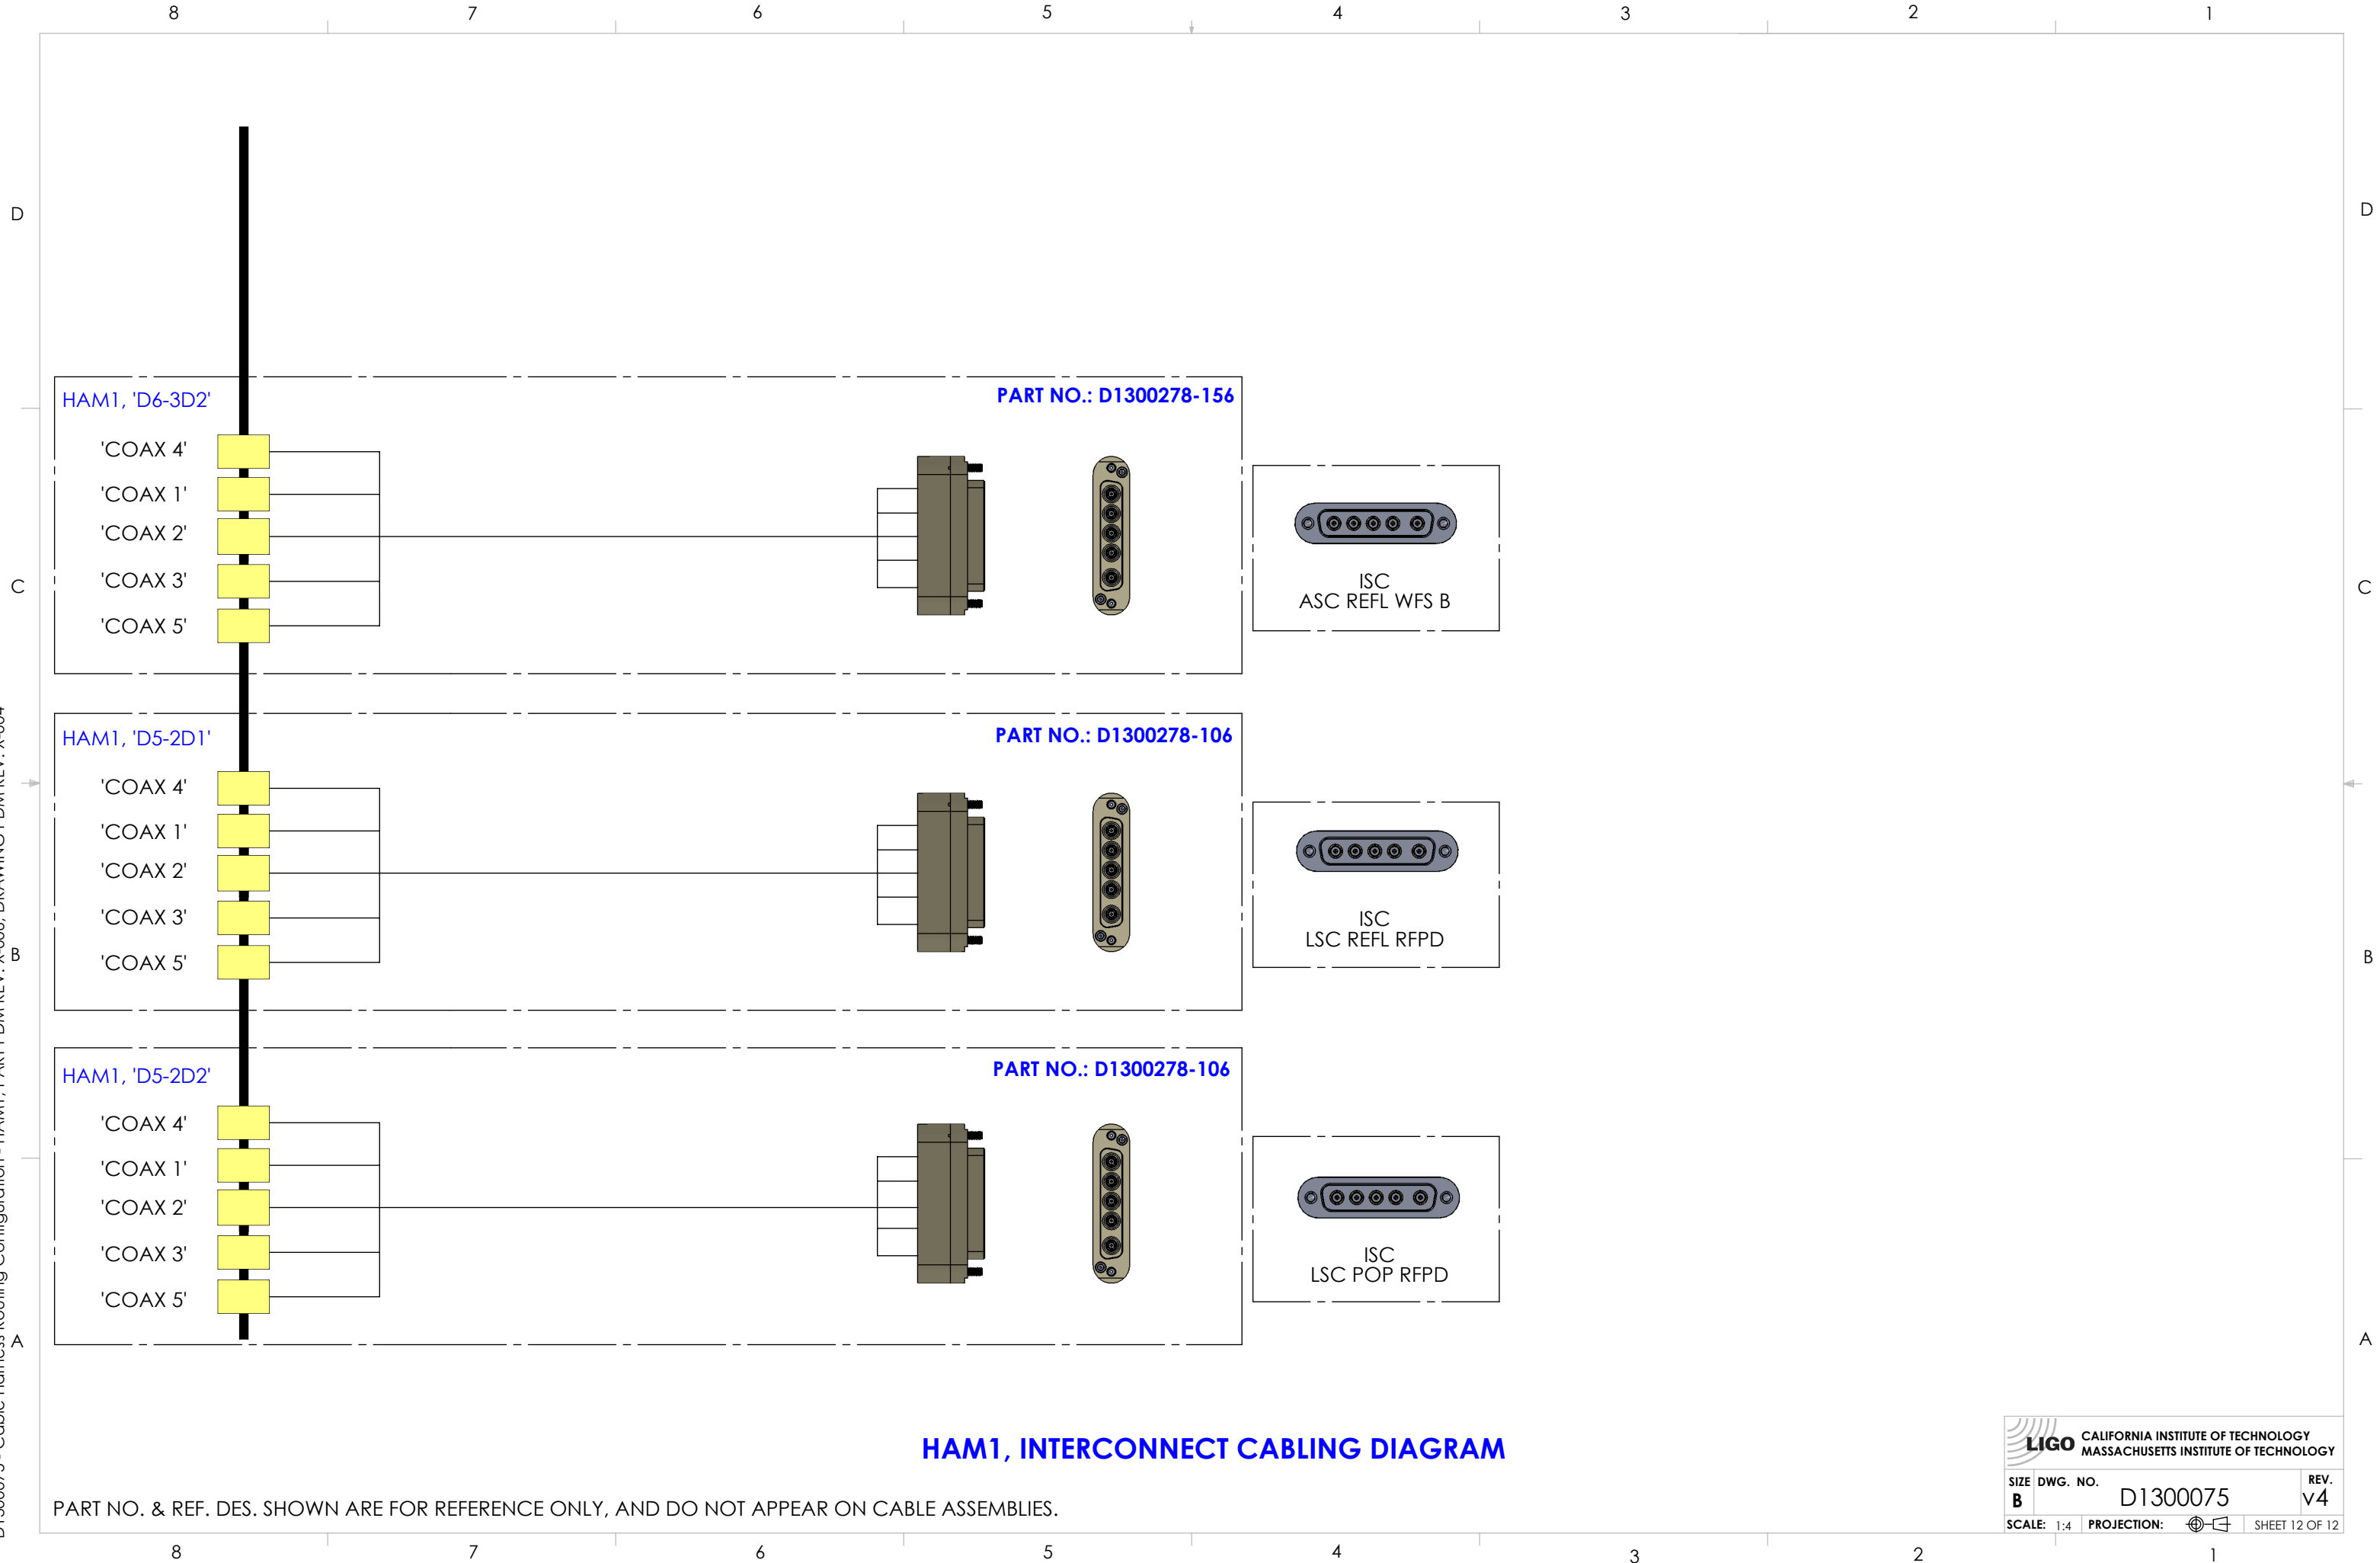 8 7 6 5 4 3 2 1
D D
HAM1, 'D6-3D2'
PART NO.: D1300278-156
'COAX 4'
'COAX 1'
'COAX 2'
'COAX 3'
'COAX 5'
ISC
ASC REFL WFS B
C C
HAM1, 'D5-2D1'
PART NO.: D1300278-106
'COAX 4'
'COAX 1'
'COAX 2'
'COAX 3'
'COAX 5'
ISC
LSC REFL RFPD
B B
HAM1, 'D5-2D2'
PART NO.: D1300278-106
'COAX 4'
'COAX 1'
'COAX 2'
'COAX 3'
'COAX 5'
ISC
LSC POP RFPD
A A
HAM1, INTERCONNECT CABLING DIAGRAM
PART NO. & REF. DES. SHOWN ARE FOR REFERENCE ONLY, AND DO NOT APPEAR ON CABLE ASSEMBLIES.
LIGO
CALIFORNIA INSTITUTE OF TECHNOLOGY
MASSACHUSETTS INSTITUTE OF TECHNOLOGY
SIZE DWG. NO. REV.
B D1300075 v4
SCALE: 1:4 PROJECTION: SHEET 12 OF 12
8 7 6 5 4 3 2 1